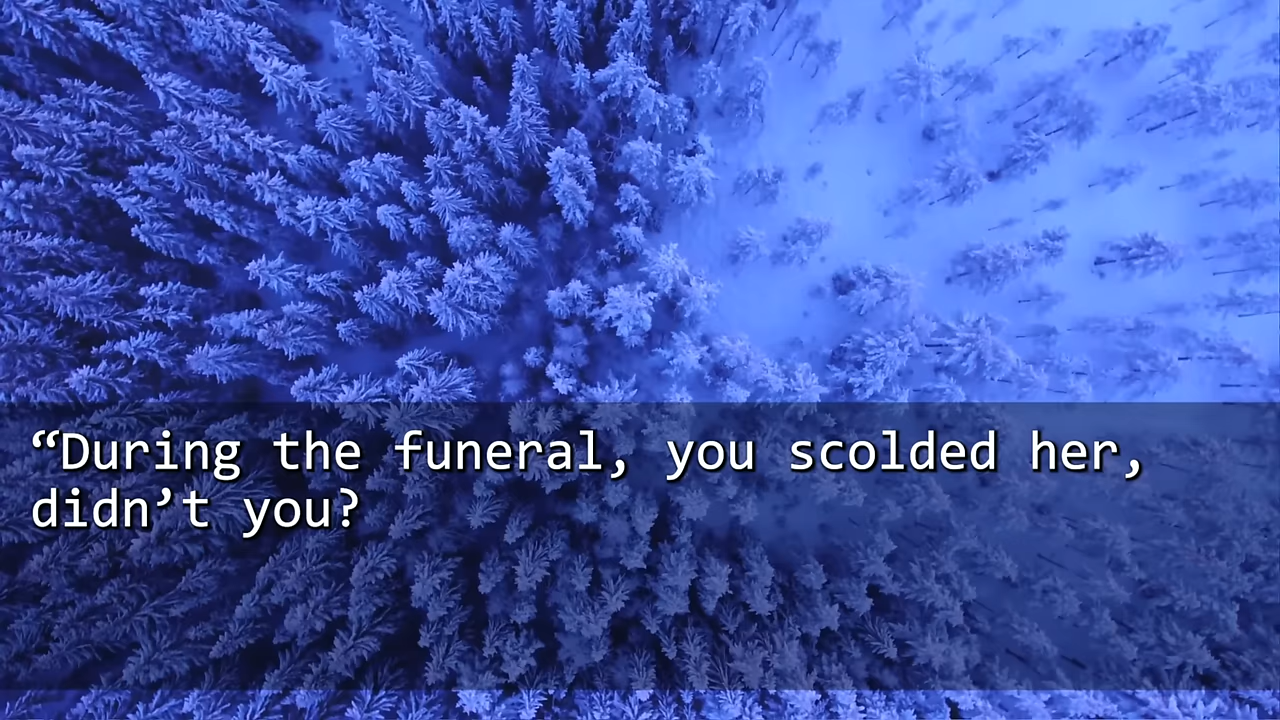 “During the funeral, you scolded her,
didn’t you?